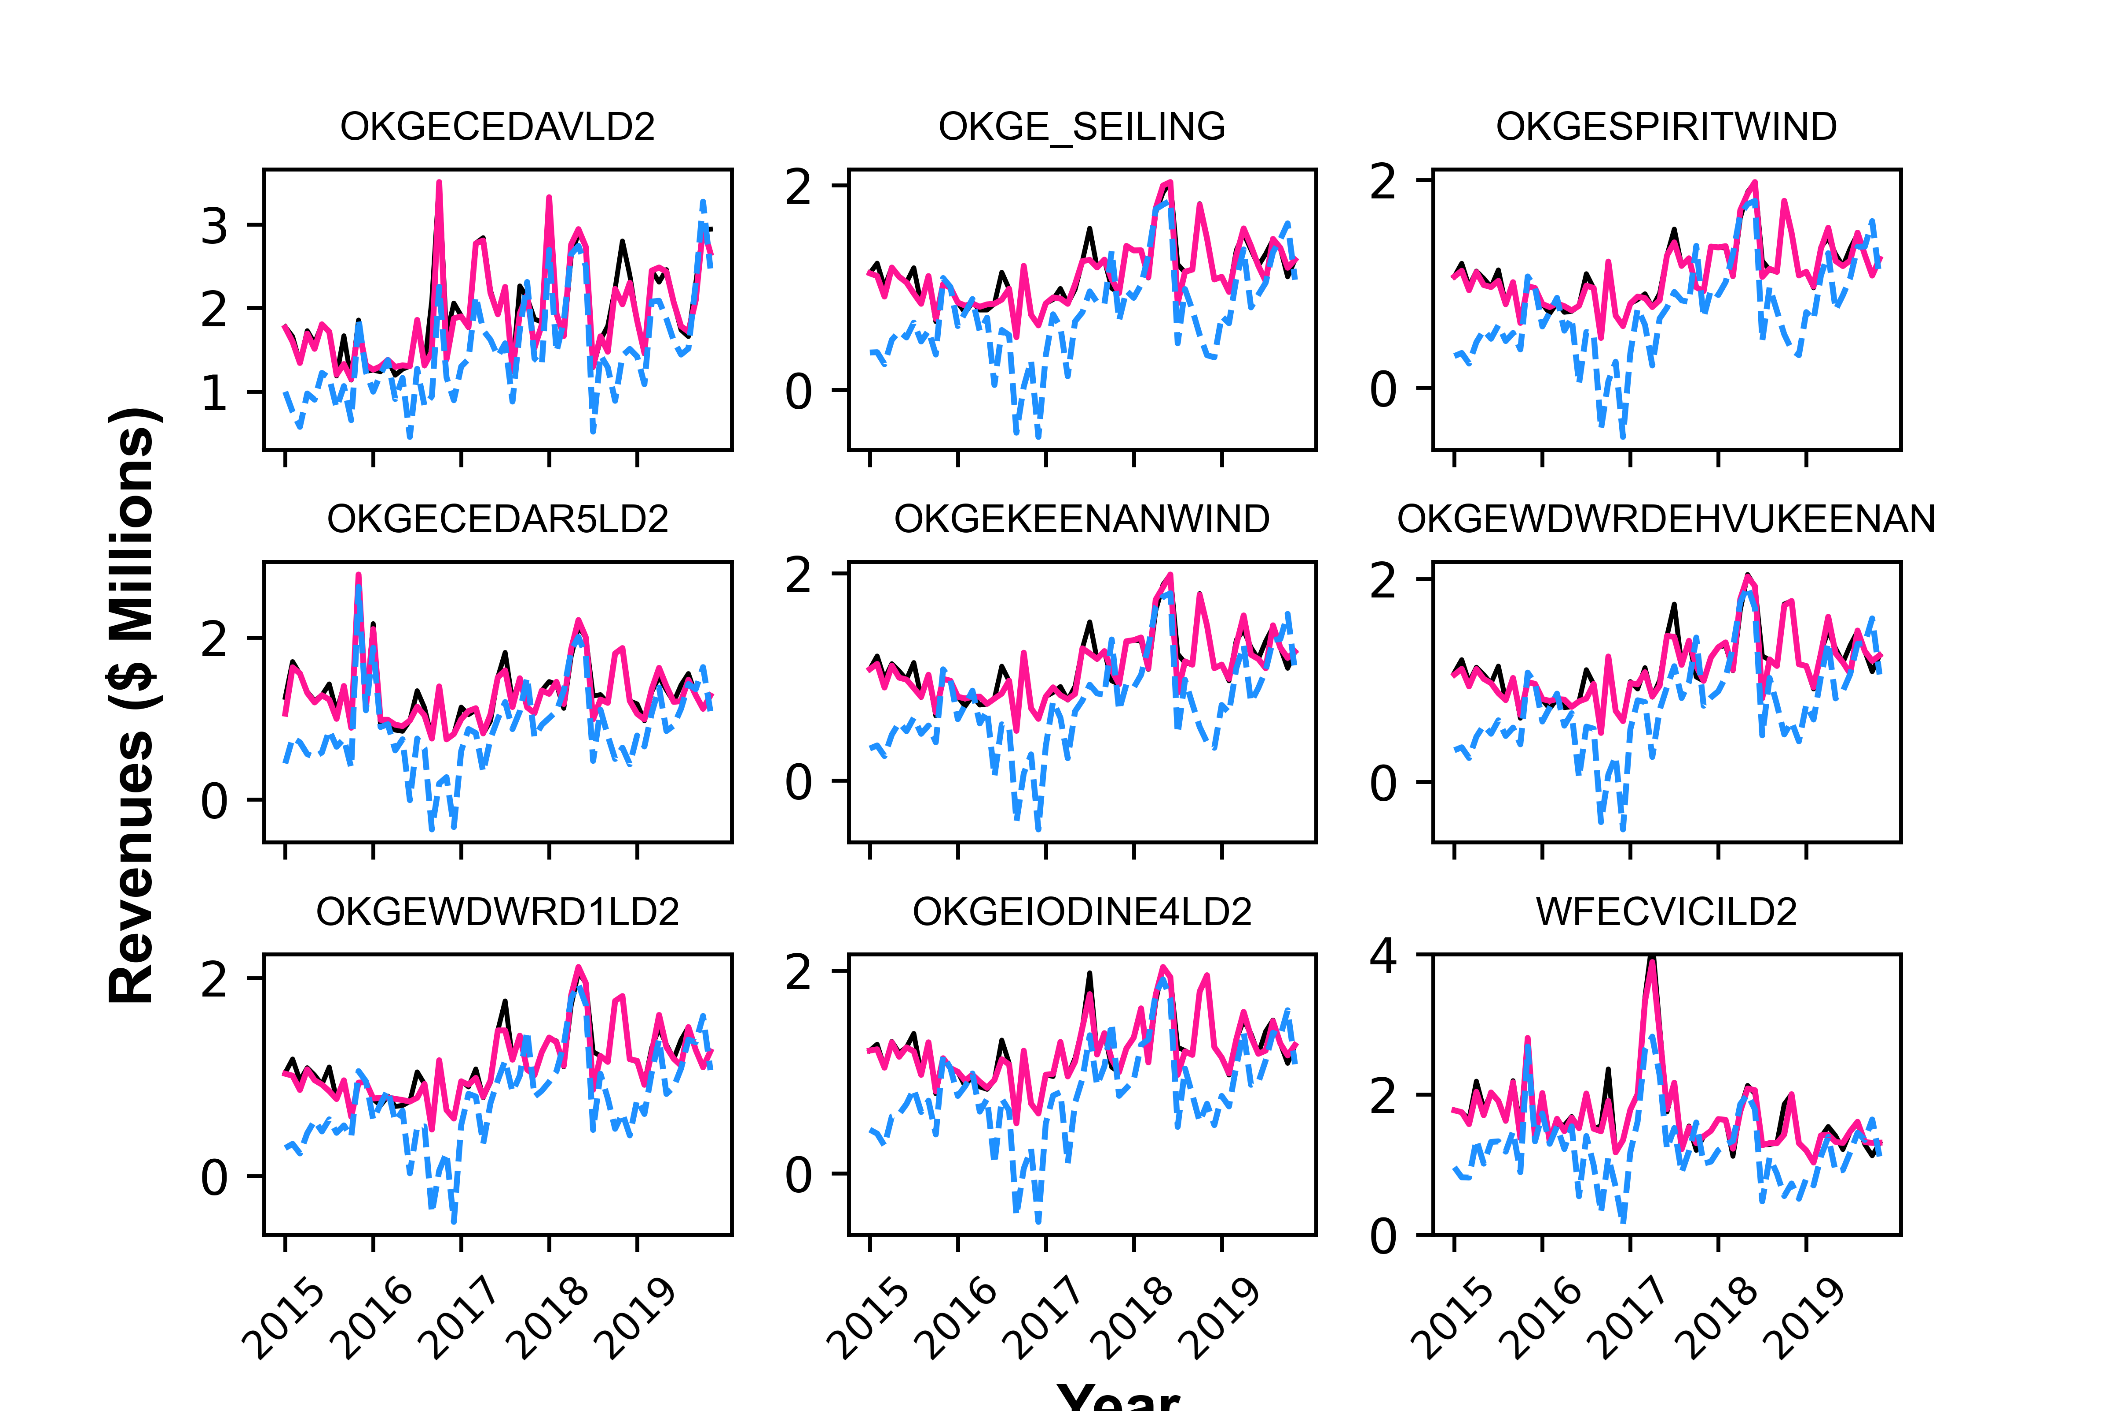 OKGECEDAVLD2 OKGE_SEILING OKGESPIRITWIND
3
2
1
2
0
2
0
OKGECEDAR5LD2 OKGEKEENANWIND OKGEWDWRDEHVUKEENAN
2
0
2
0
2
0
OKGEWDWRD1LD2 OKGEIODINE4LD2 WFECVICILD2
2
0
2
0
4
2
0
2015 2016 2017 2018 2019
2015 2016 2017 2018 2019
2015 2016 2017 2018 2019
Revenues ($ Millions)
Year